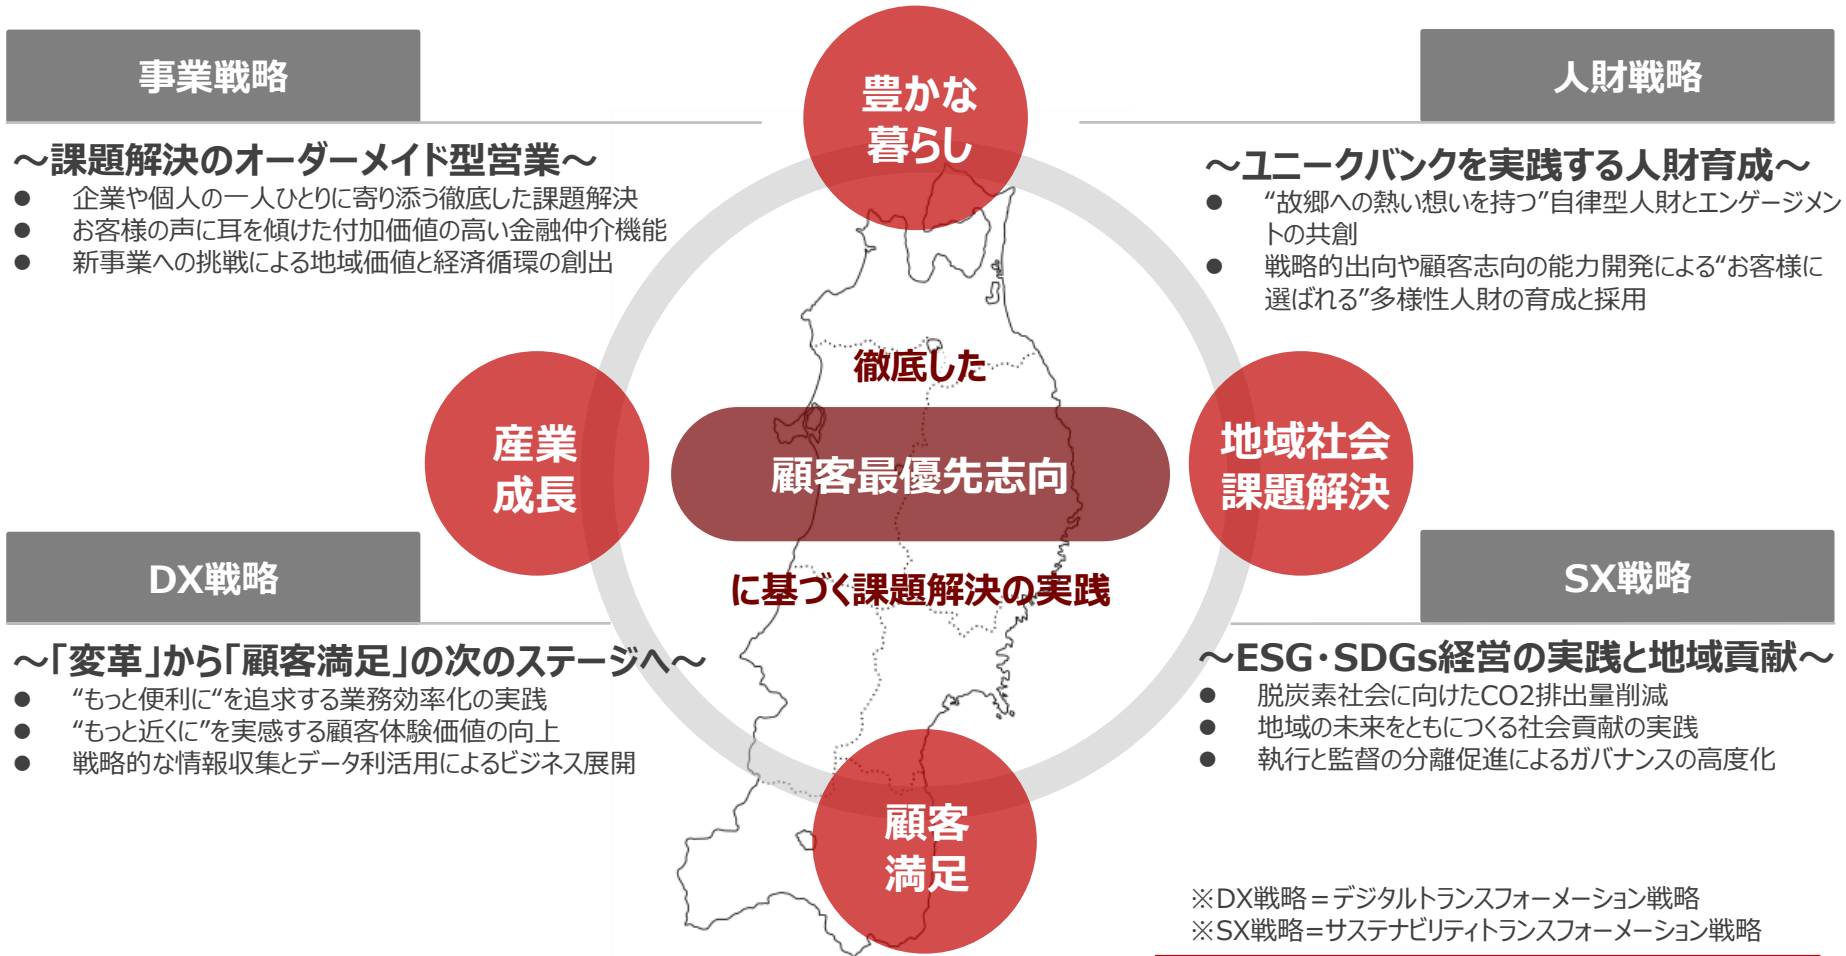 事業戦略
～課題解決のオーダーメイド型営業～
● 企業や個人の一人ひとりに寄り添う徹底した課題解決
● お客様の声に耳を傾けた付加価値の高い金融仲介機能
● 新事業への挑戦による地域価値と経済循環の創出
豊かな
暮らし
人財戦略
～ユニークバンクを実践する人財育成～
● “故郷への熱い想いを持つ”自律型人財とエンゲージメン
トの共創
● 戦略的出向や顧客志向の能力開発による“お客様に
選ばれる”多様性人財の育成と採用
産業
成長
徹底した
顧客最優先志向
に基づく課題解決の実践
地域社会
課題解決
DX戦略
～「変革」から「顧客満足」の次のステージへ～
● “もっと便利に“を追求する業務効率化の実践
● “もっと近くに”を実感する顧客体験価値の向上
● 戦略的な情報収集とデータ利活用によるビジネス展開
顧客
満足
SX戦略
～ESG･SDGs経営の実践と地域貢献～
● 脱炭素社会に向けたCO2排出量削減
● 地域の未来をともにつくる社会貢献の実践
● 執行と監督の分離促進によるガバナンスの高度化
※DX戦略＝デジタルトランスフォーメーション戦略
※SX戦略=サステナビリティトランスフォーメーション戦略